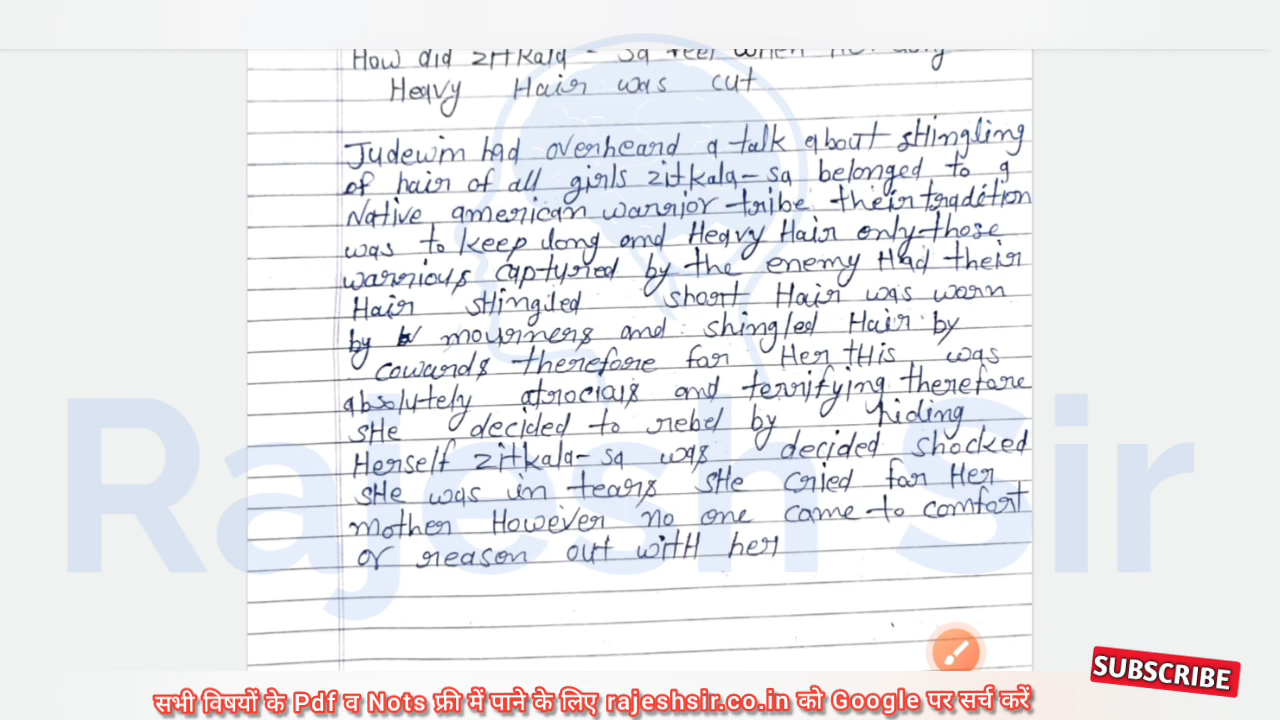 How did zitkala - sa feel when her long
Heavy Hair was cut
Judewin had overheard a talk about sHingling
of hair of all girls zitkala-sa belonged to a
Native american warrior tribe their tradition
was to keep long and Heavy Hair only those
warrious captured by the enemy Had their
Hair sHingled short Hair was worn
by mourners and shingled Hair by
cowards therefore for Her tHis was
absolutely atrocious and terrifying therefore
sHe decided to rebel by hiding
Herself zitkala-sa was decided shocked
sHe was in tears sHe cried for Her
mother However no one came to comfort
or reason out witH her
Rajesh Sir
SUBSCRIBE
सभी विषयों के Pdf व Nots फ्री में पाने के लिए rajeshsir.co.in को Google पर सर्च करें